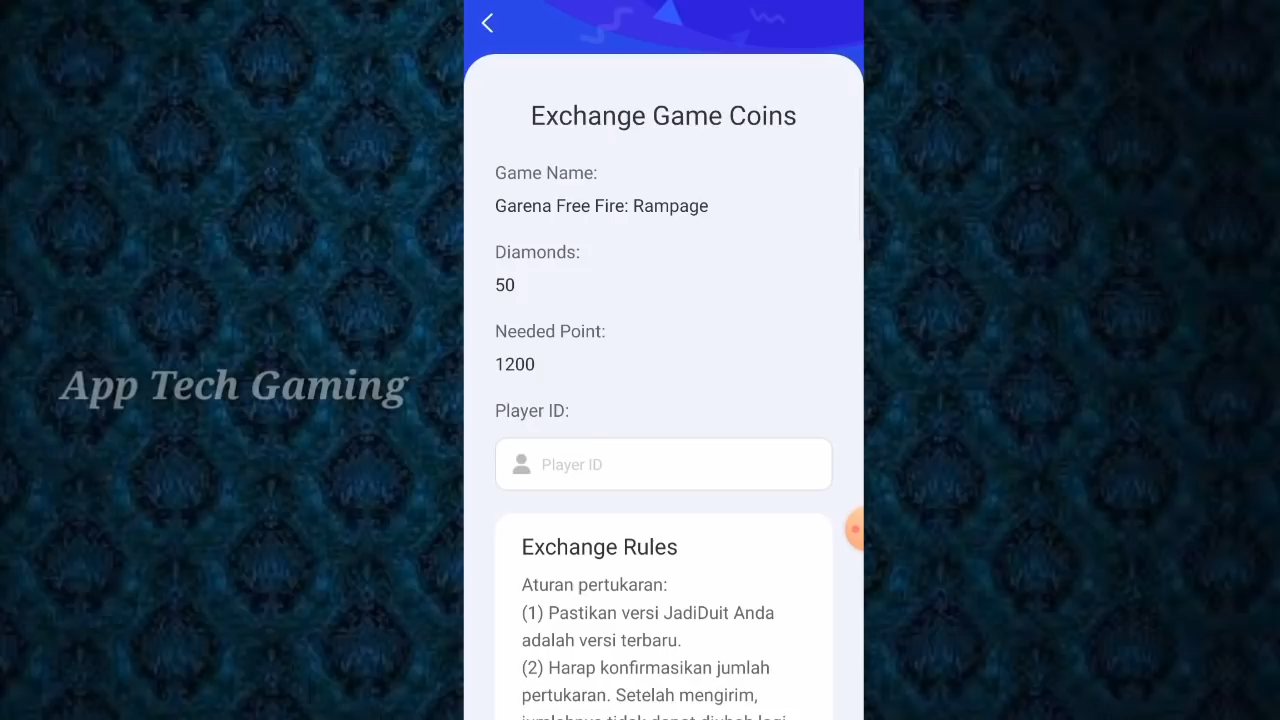 Exchange Game Coins
Game Name:
Garena Free Fire: Rampage
Diamonds:
50
Needed Point:
1200
Player ID:
Player ID
Exchange Rules
Aturan pertukaran:
(1) Pastikan versi JadiDuit Anda
adalah versi terbaru.
(2) Harap konfirmasikan jumlah
pertukaran. Setelah mengirim,
App Tech Gaming